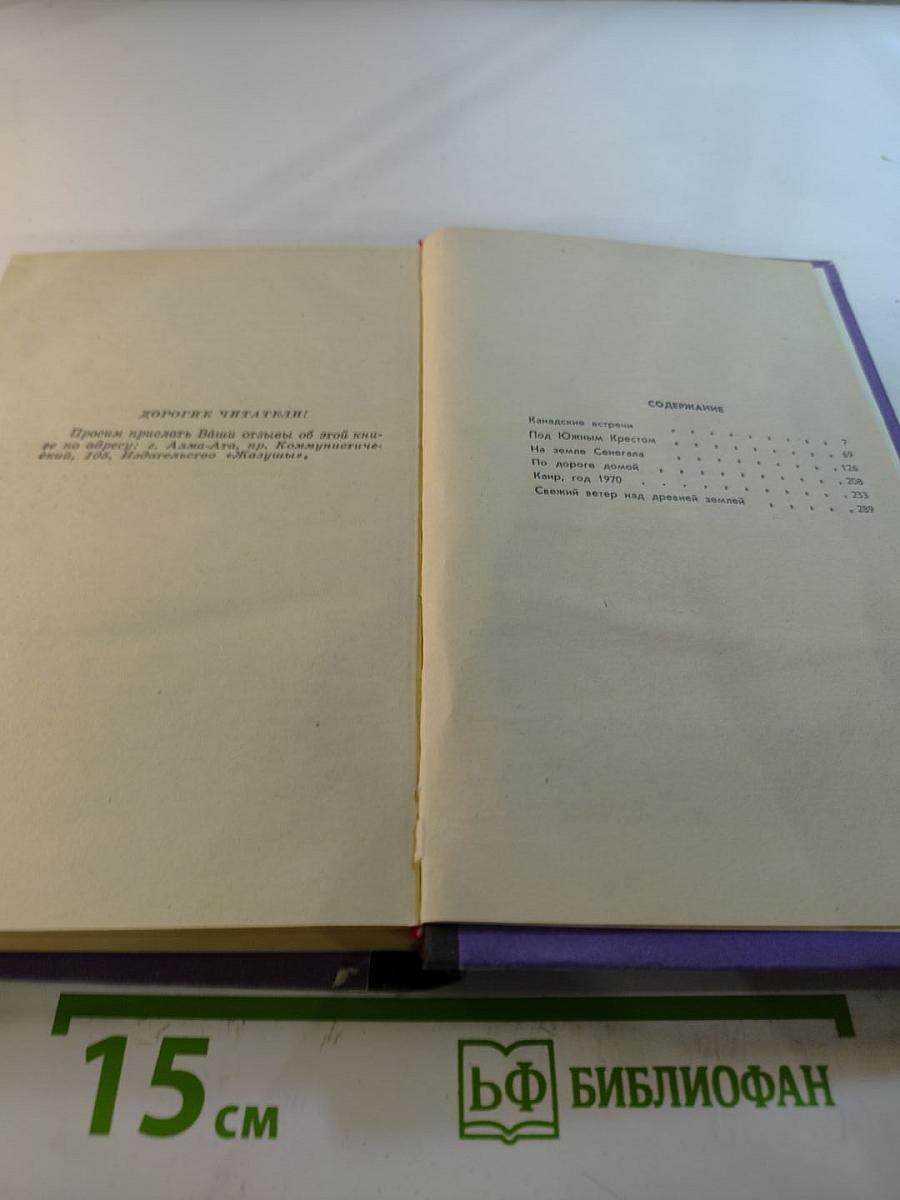 ДОРОГИЕ ЧИТАТЕЛИ!
Просим прислать Ваши отзывы об этой кни-
ге по адресу: г. Алма-Ата, пр. Коммунистиче-
ский, 105, Издательство «Жазушы».
СОДЕРЖАНИЕ
Канадские встречи . . . . . . . . . 7
Под Южным Крестом . . . . . . . . 69
На земле Сенегала . . . . . . . . 126
По дороге домой . . . . . . . . 208
Каир, год 1970 . . . . . . . . 233
Свежий ветер над древней землей . . . . . 289
15 см
БФ БИБЛИОФАН